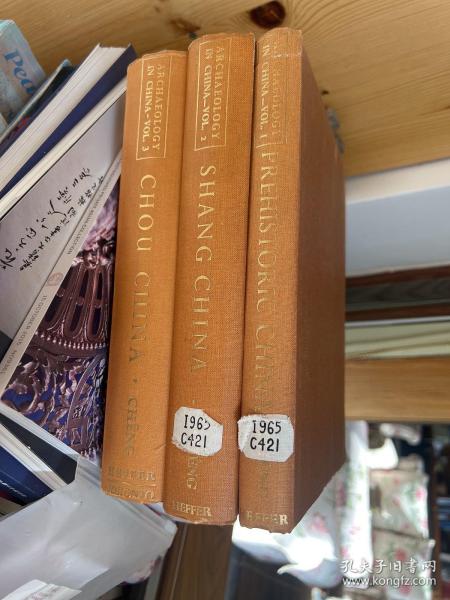 ARCHAEOLOGY
IN CHINA—VOL. 3
CHOU CHINA · CHÊNG
HEFFER
ARCHAEOLOGY
IN CHINA—VOL. 2
SHANG CHINA
1965
C421
HEFFER
ARCHAEOLOGY
IN CHINA—VOL. 1
PREHISTORIC CHINA
1965
C421
HEFFER
孔夫子旧书网
www.kongfz.com